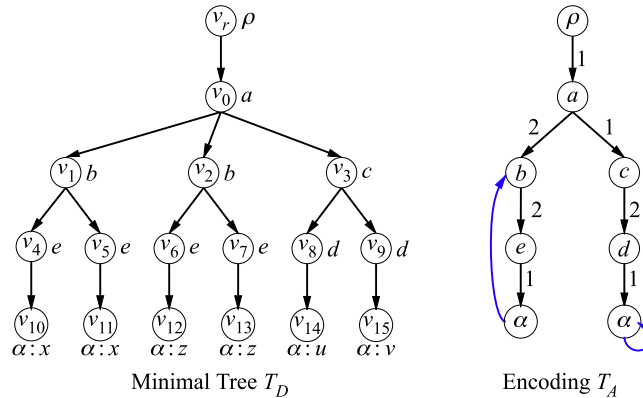 v_r ρ ρ
1
v_0 a a
2 1
v_1 b v_2 b v_3 c b c
2 2
v_4 e v_5 e v_6 e v_7 e v_8 d v_9 d e d
1 1
v_10 v_11 v_12 v_13 v_14 v_15 α α
α:x α:x α:z α:z α:u α:v
Minimal Tree T_D Encoding T_A